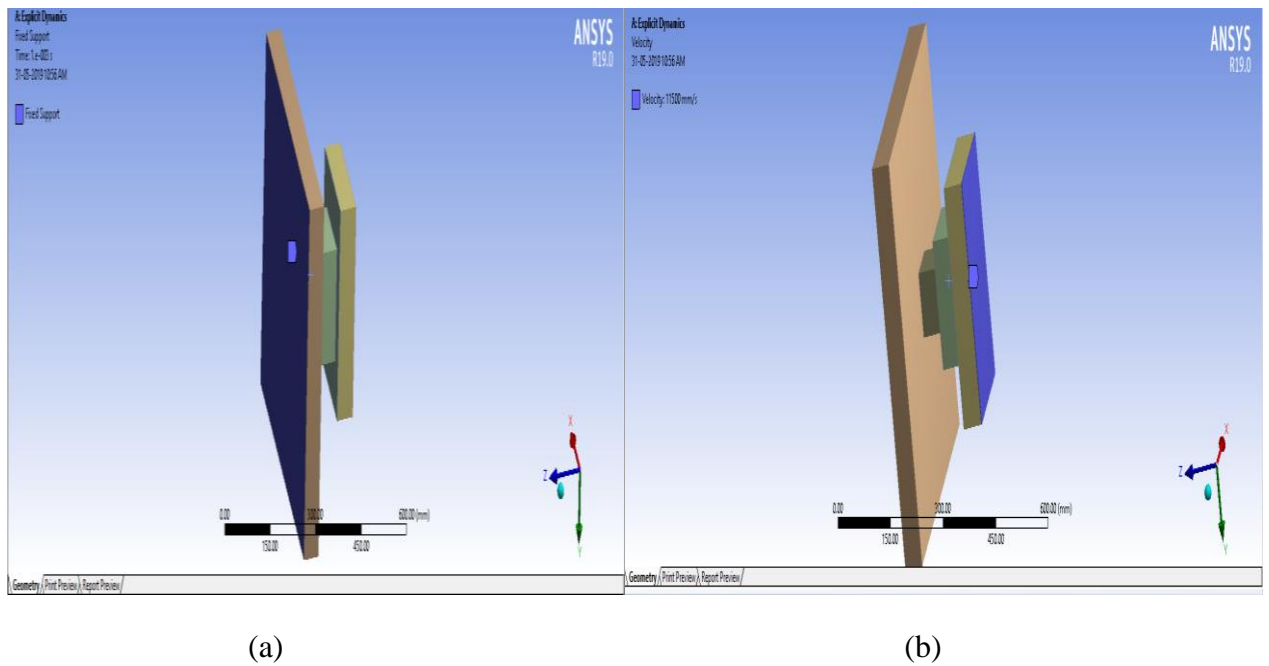 A: Explicit Dynamics
Fixed Support
Time: 1.e-003 s
31-05-2019 10:56 AM
Fixed Support
ANSYS
R19.0
X
Z
Y
0.00
300.00
600.00 (mm)
150.00
450.00
Geometry
Print Preview
Report Preview
A: Explicit Dynamics
Velocity
31-05-2019 10:56 AM
Velocity: 11500 mm/s
ANSYS
R19.0
X
Z
Y
0.00
300.00
600.00 (mm)
150.00
450.00
Geometry
Print Preview
Report Preview
(a)
(b)